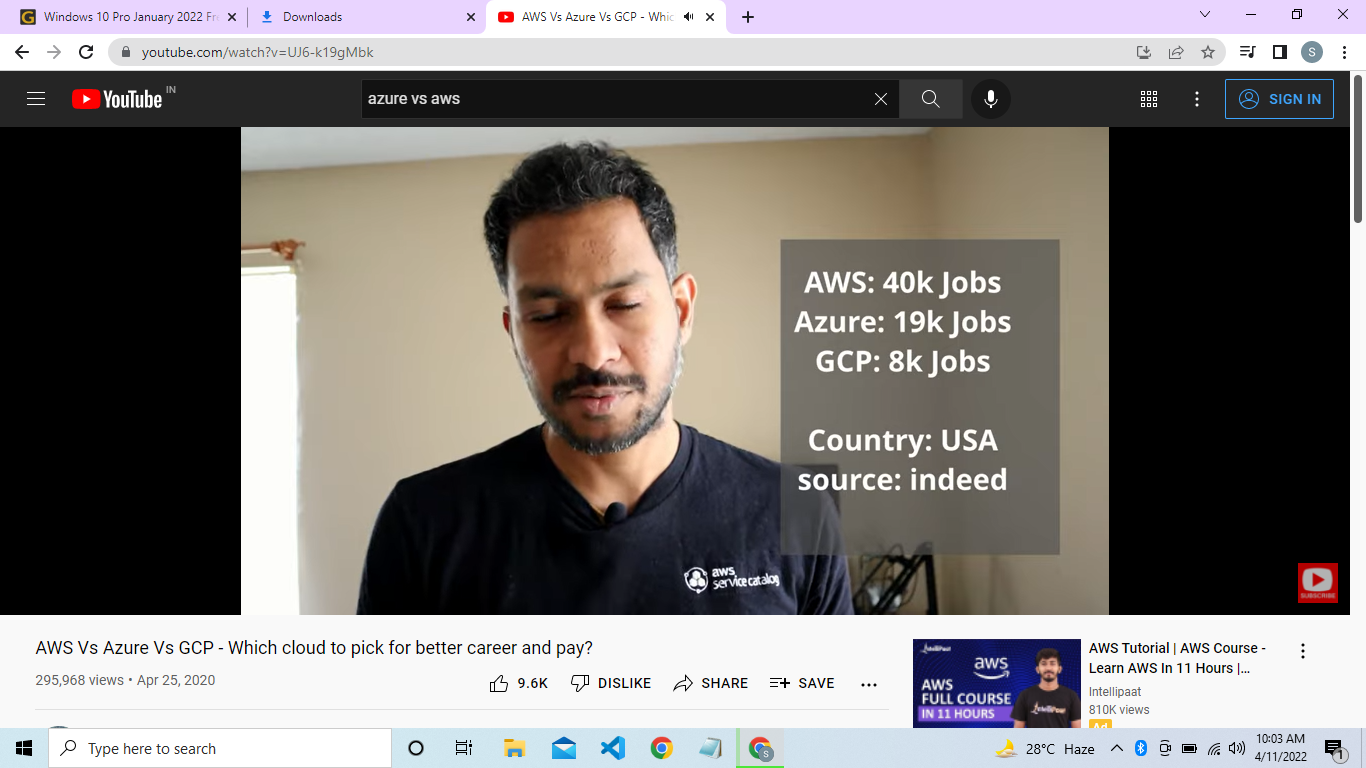 Windows 10 Pro January 2022 Fr
Downloads
AWS Vs Azure Vs GCP - Whic
youtube.com/watch?v=UJ6-k19gMbk
S
YouTube IN
azure vs aws
SIGN IN
AWS: 40k Jobs
Azure: 19k Jobs
GCP: 8k Jobs
Country: USA
source: indeed
aws
service catalog
SUBSCRIBE
AWS Vs Azure Vs GCP - Which cloud to pick for better career and pay?
295,968 views • Apr 25, 2020
9.6K
DISLIKE
SHARE
SAVE
intelliPaat
aws
AWS
FULL COURSE
IN 11 HOURS
AWS Tutorial | AWS Course -
Learn AWS In 11 Hours |...
Intellipaat
810K views
Ad
Type here to search
S
28°C Haze
10:03 AM
4/11/2022
1